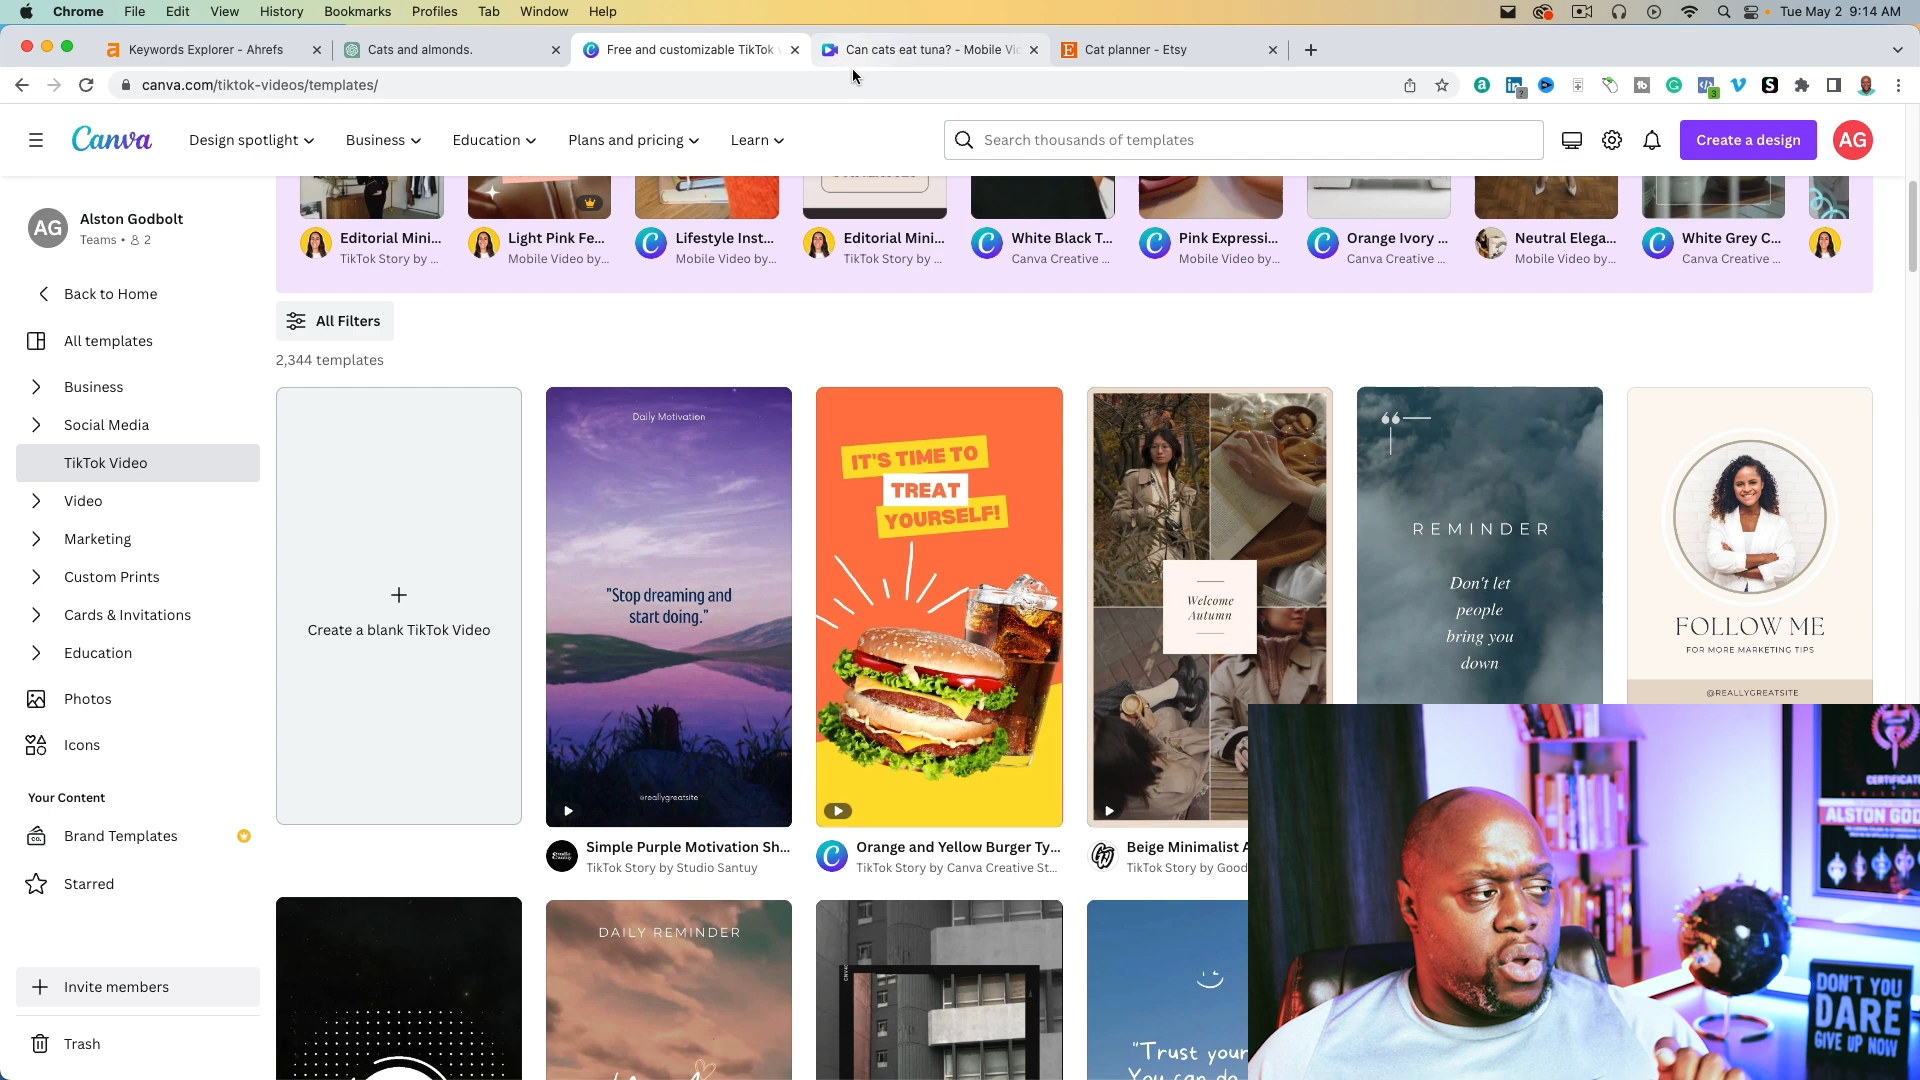 Chrome File Edit View History Bookmarks Profiles Tab Window Help
Tue May 2 9:14 AM
Keywords Explorer - Ahrefs
Cats and almonds.
Free and customizable TikTok
Can cats eat tuna? - Mobile Vi
Cat planner - Etsy
canva.com/tiktok-videos/templates/
Canva
Design spotlight
Business
Education
Plans and pricing
Learn
Search thousands of templates
Create a design
AG
AG
Alston Godbolt
Teams • 2
Back to Home
All templates
Business
Social Media
TikTok Video
Video
Marketing
Custom Prints
Cards & Invitations
Education
Photos
Icons
Your Content
Brand Templates
Starred
Invite members
Trash
Editorial Mini...
TikTok Story by ...
Light Pink Fe...
Mobile Video by...
Lifestyle Inst...
Mobile Video by...
Editorial Mini...
TikTok Story by ...
White Black T...
Canva Creative ...
Pink Expressi...
Mobile Video by...
Orange Ivory ...
Canva Creative ...
Neutral Elega...
Mobile Video by...
White Grey C...
Canva Creative ...
All Filters
2,344 templates
Create a blank TikTok Video
Daily Motivation
"Stop dreaming and
start doing."
@reallygreatsite
Simple Purple Motivation Sh...
TikTok Story by Studio Santuy
IT'S TIME TO
TREAT
YOURSELF!
Orange and Yellow Burger Ty...
TikTok Story by Canva Creative St...
Welcome
Autumn
Beige Minimalist A
TikTok Story by Good
REMINDER
Don't let
people
bring you
down
FOLLOW ME
FOR MORE MARKETING TIPS
@REALLYGREATSITE
DAILY REMINDER
"Trust your
You can do
CERTIFICATE
ALSTON GOD
DON'T YOU
DARE
GIVE UP NOW